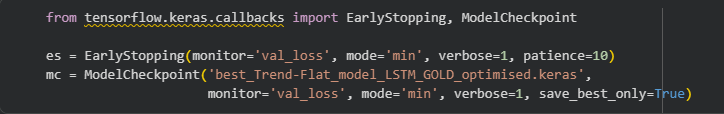 from tensorflow.keras.callbacks import EarlyStopping, ModelCheckpoint
es = EarlyStopping(monitor='val_loss', mode='min', verbose=1, patience=10)
mc = ModelCheckpoint('best_Trend-Flat_model_LSTM_GOLD_optimised.keras',
monitor='val_loss', mode='min', verbose=1, save_best_only=True)